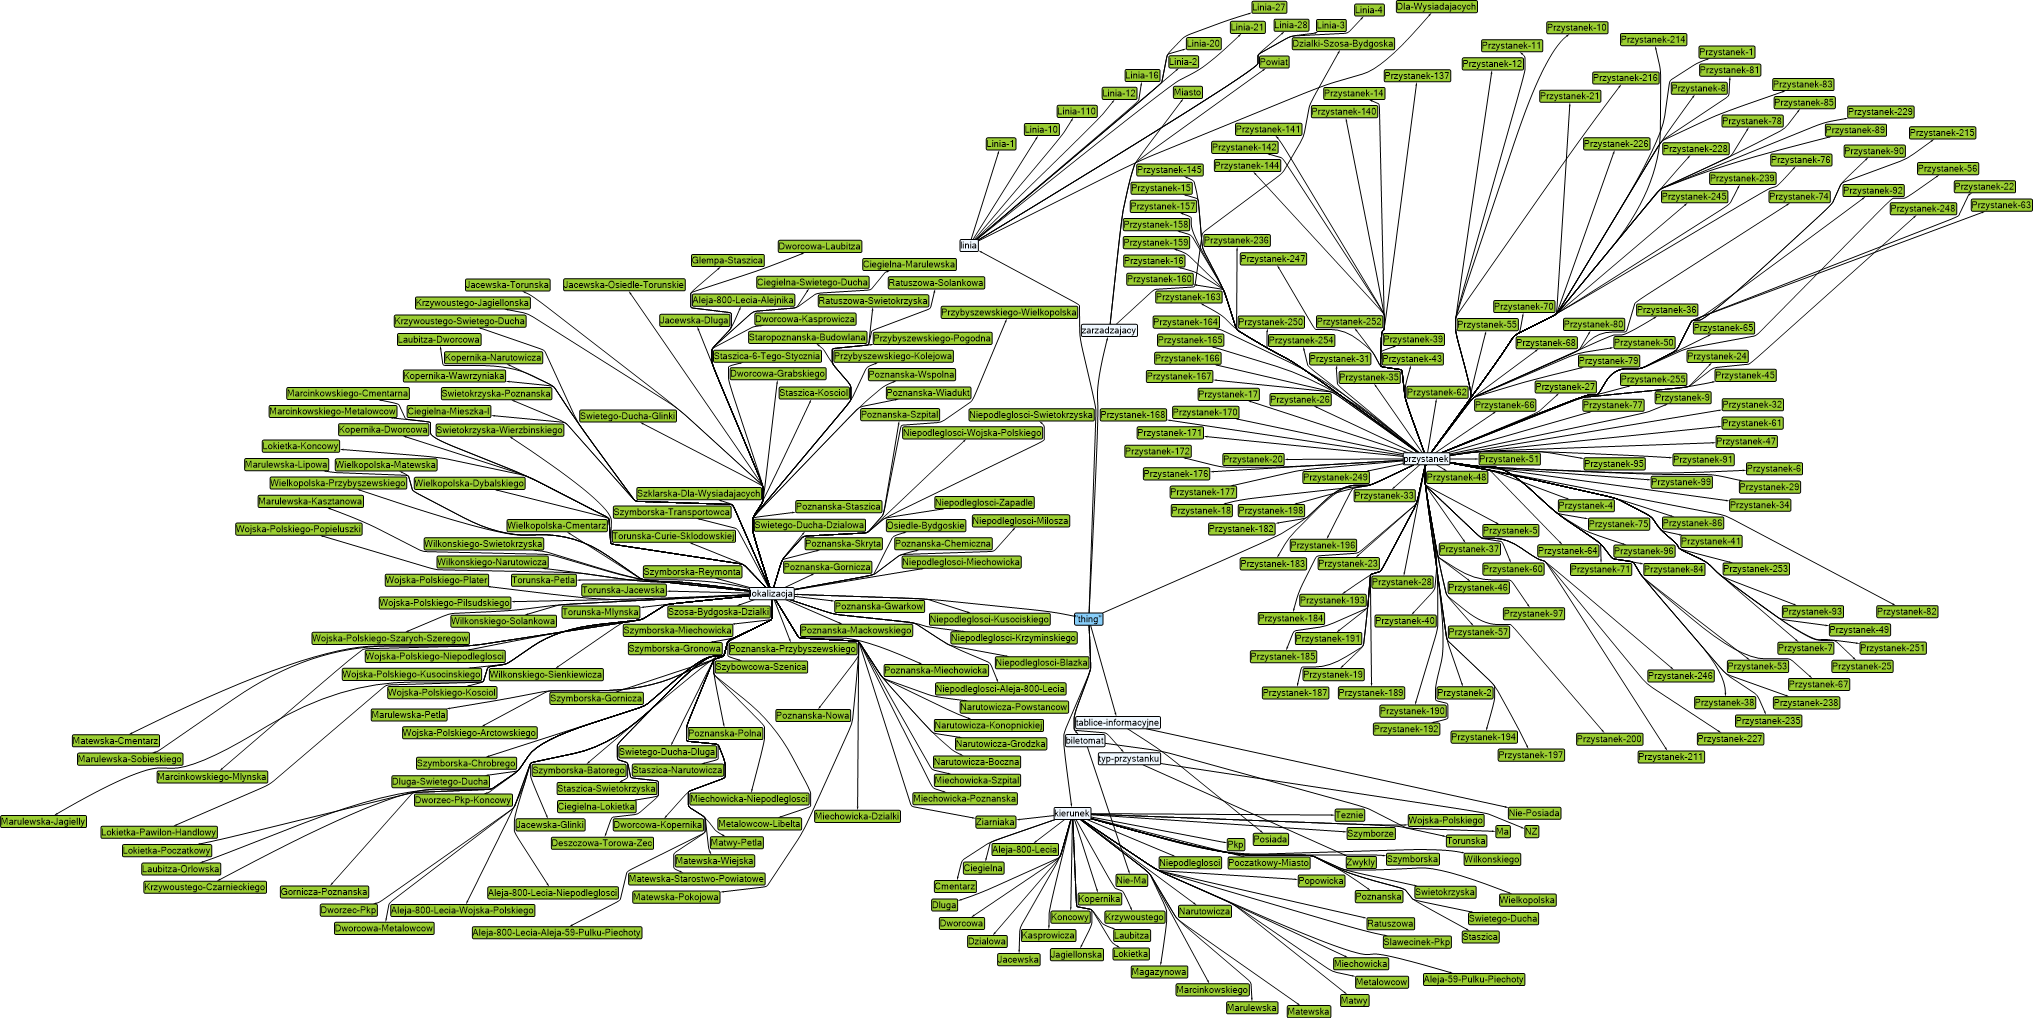 Linia-27
Linia-4
Dla-Wysiadajacych
Linia-21
Linia-28
Linia-3
Linia-20
Dzialki-Szosa-Bydgoska
Linia-2
Powiat
Linia-16
Linia-12
Miasto
Linia-110
Linia-10
Linia-1
Przystanek-10
Przystanek-11
Przystanek-214
Przystanek-1
Przystanek-12
Przystanek-81
Przystanek-137
Przystanek-216
Przystanek-83
Przystanek-8
Przystanek-14
Przystanek-21
Przystanek-85
Przystanek-140
Przystanek-229
Przystanek-78
Przystanek-141
Przystanek-89
Przystanek-215
Przystanek-226
Przystanek-142
Przystanek-228
Przystanek-90
Przystanek-144
Przystanek-76
Przystanek-145
Przystanek-56
Przystanek-239
Przystanek-15
Przystanek-92
Przystanek-22
Przystanek-245
Przystanek-74
Przystanek-157
Przystanek-248
Przystanek-63
Przystanek-158
Przystanek-159
Przystanek-236
Przystanek-16
Przystanek-247
Przystanek-160
Przystanek-163
Przystanek-70
Przystanek-36
Przystanek-164
Przystanek-250
Przystanek-252
Przystanek-55
Przystanek-80
Przystanek-65
Przystanek-165
Przystanek-254
Przystanek-39
Przystanek-68
Przystanek-50
Przystanek-166
Przystanek-31
Przystanek-43
Przystanek-79
Przystanek-24
Przystanek-167
Przystanek-35
Przystanek-255
Przystanek-45
Przystanek-17
Przystanek-26
Przystanek-62
Przystanek-27
Przystanek-9
Przystanek-66
Przystanek-77
Przystanek-32
Przystanek-168
Przystanek-170
Przystanek-61
Przystanek-171
Przystanek-47
Przystanek-172
Przystanek-20
przystanek
Przystanek-51
Przystanek-95
Przystanek-91
Przystanek-176
Przystanek-249
Przystanek-48
Przystanek-6
Przystanek-99
Przystanek-29
Przystanek-177
Przystanek-33
Przystanek-4
Przystanek-34
Przystanek-18
Przystanek-198
Przystanek-75
Przystanek-86
Przystanek-182
Przystanek-5
Przystanek-41
Przystanek-196
Przystanek-37
Przystanek-64
Przystanek-96
Przystanek-183
Przystanek-23
Przystanek-60
Przystanek-71
Przystanek-84
Przystanek-253
Przystanek-28
Przystanek-46
Przystanek-193
Przystanek-97
Przystanek-93
Przystanek-82
Przystanek-184
Przystanek-40
Przystanek-57
Przystanek-49
Przystanek-191
Przystanek-7
Przystanek-251
Przystanek-185
Przystanek-53
Przystanek-25
Przystanek-19
Przystanek-246
Przystanek-67
Przystanek-187
Przystanek-189
Przystanek-2
Przystanek-38
Przystanek-238
Przystanek-190
Przystanek-235
Przystanek-192
Przystanek-194
Przystanek-200
Przystanek-227
Przystanek-197
Przystanek-211
linia
zarzadzajacy
Dworcowa-Laubitza
Glempa-Staszica
Ciegielna-Marulewska
Jacewska-Torunska
Jacewska-Osiedle-Torunskie
Ciegielna-Swietego-Ducha
Ratuszowa-Solankowa
Krzywoustego-Jagiellonska
Aleja-800-Lecia-Alejnika
Ratuszowa-Swietokrzyska
Przybyszewskiego-Wielkopolska
Krzywoustego-Swietego-Ducha
Jacewska-Dluga
Dworcowa-Kasprowicza
Laubitza-Dworcowa
Staropoznanska-Budowlana
Przybyszewskiego-Pogodna
Kopernika-Narutowicza
Staszica-6-Tego-Stycznia
Przybyszewskiego-Kolejowa
Kopernika-Wawrzyniaka
Dworcowa-Grabskiego
Poznanska-Wspolna
Marcinkowskiego-Cmentarna
Swietokrzyska-Poznanska
Staszica-Kosciol
Poznanska-Wiadukt
Marcinkowskiego-Metalowcow
Ciegielna-Mieszka-I
Swietego-Ducha-Glinki
Poznanska-Szpital
Niepodleglosci-Swietokrzyska
Kopernika-Dworcowa
Swietokrzyska-Wierzbinskiego
Niepodleglosci-Wojska-Polskiego
Lokietka-Koncowy
Marulewska-Lipowa
Wielkopolska-Matewska
Wielkopolska-Przybyszewskiego
Wielkopolska-Dybalskiego
Szklarska-Dla-Wysiadajacych
Marulewska-Kasztanowa
Szymborska-Transportowca
Poznanska-Staszica
Niepodleglosci-Zapadle
Wojska-Polskiego-Popieluszki
Wielkopolska-Cmentarz
Swietego-Ducha-Dzialowa
Osiedle-Bydgoskie
Niepodleglosci-Milosza
Wilkonskiego-Swietokrzyska
Torunska-Curie-Sklodowskiej
Poznanska-Skryta
Poznanska-Chemiczna
Wilkonskiego-Narutowicza
Szymborska-Reymonta
Poznanska-Gornicza
Niepodleglosci-Miechowicka
Wojska-Polskiego-Plater
Torunska-Petla
Torunska-Jacewska
lokalizacja
Wojska-Polskiego-Pilsudskiego
Torunska-Mlynska
Szosa-Bydgoska-Dzialki
Poznanska-Gwarkow
Wilkonskiego-Solankowa
Niepodleglosci-Kusocinskiego
"thing"
Wojska-Polskiego-Szarych-Szeregow
Szymborska-Miechowicka
Poznanska-Mackowskiego
Niepodleglosci-Krzyminskiego
Wojska-Polskiego-Niepodleglosci
Szymborska-Gronowa
Poznanska-Przybyszewskiego
Niepodleglosci-Blazka
Wojska-Polskiego-Kusocinskiego
Wilkonskiego-Sienkiewicza
Szybowcowa-Szenica
Poznanska-Miechowicka
Wojska-Polskiego-Kosciol
Szymborska-Gornicza
Niepodleglosci-Aleja-800-Lecia
Marulewska-Petla
Poznanska-Nowa
Narutowicza-Powstancow
Wojska-Polskiego-Arctowskiego
Poznanska-Polna
Narutowicza-Konopnickiej
Matewska-Cmentarz
Swietego-Ducha-Dluga
Narutowicza-Grodzka
Marulewska-Sobieskiego
Szymborska-Chrobrego
Szymborska-Batorego
Staszica-Narutowicza
Narutowicza-Boczna
Marcinkowskiego-Mlynska
Dluga-Swietego-Ducha
Staszica-Swietokrzyska
Miechowicka-Szpital
Dworzec-Pkp-Koncowy
Ciegielna-Lokietka
Miechowicka-Niepodleglosci
Miechowicka-Poznanska
Marulewska-Jagielly
Lokietka-Pawilon-Handlowy
Jacewska-Glinki
Dworcowa-Kopernika
Metalowcow-Libelta
Miechowicka-Dzialki
Lokietka-Poczatkowy
Deszczowa-Torowa-Zec
Matwy-Petla
Laubitza-Orlowska
Matewska-Wiejska
Krzywoustego-Czarnieckiego
Gornicza-Poznanska
Aleja-800-Lecia-Niepodleglosci
Matewska-Starostwo-Powiatowe
Matewska-Pokojowa
Dworzec-Pkp
Aleja-800-Lecia-Wojska-Polskiego
Dworcowa-Metalowcow
Aleja-800-Lecia-Aleja-59-Pulku-Piechoty
tablice-informacyjne
biletomat
typ-przystanku
kierunek
Ziarniaka
Teznie
Nie-Posiada
Wojska-Polskiego
Szymborze
Ma
NZ
Posiada
Torunska
Pkp
Aleja-800-Lecia
Niepodleglosci
Poczatkowy-Miasto
Zwykly
Szymborska
Wilkonskiego
Ciegielna
Nie-Ma
Popowicka
Cmentarz
Swietokrzyska
Kopernika
Poznanska
Wielkopolska
Dluga
Narutowicza
Koncowy
Krzywoustego
Swietego-Ducha
Dworcowa
Ratuszowa
Kasprowicza
Laubitza
Staszica
Dzialowa
Slawecinek-Pkp
Jacewska
Jagiellonska
Lokietka
Miechowicka
Magazynowa
Metalowcow
Aleja-59-Pulku-Piechoty
Marcinkowskiego
Matwy
Marulewska
Matewska